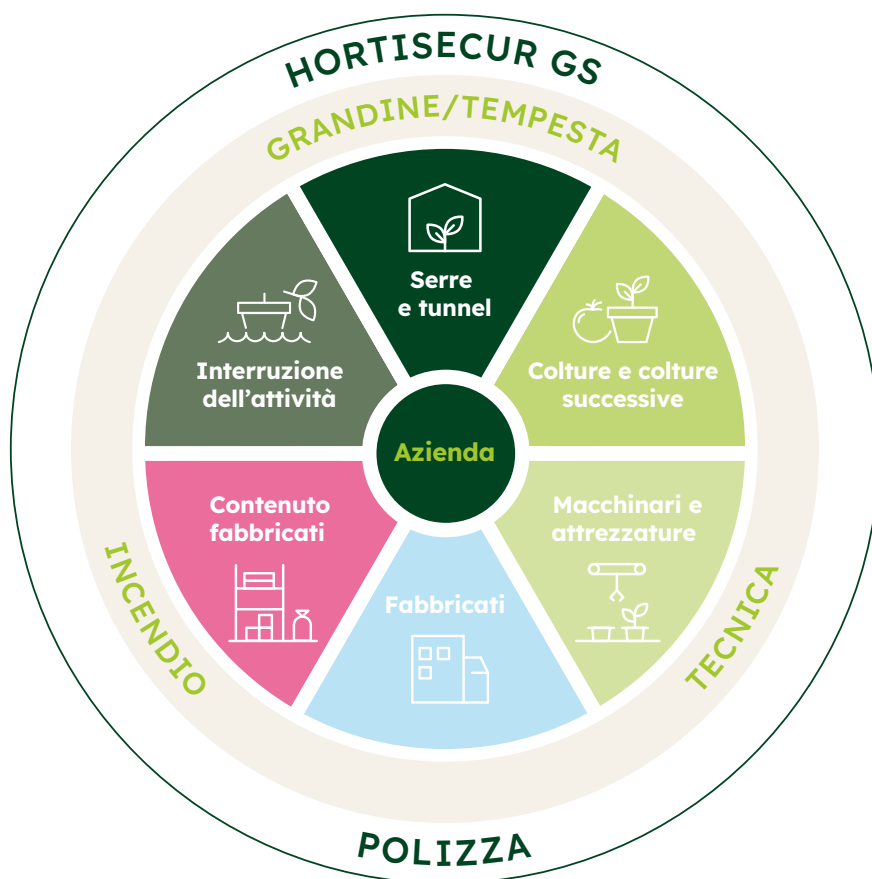 HORTISECUR GS
GRANDINE/TEMPESTA
Serre
e tunnel
Interruzione
dell’attività
Colture e colture
successive
Azienda
Contenuto
fabbricati
Macchinari e
attrezzature
Fabbricati
INCENDIO
TECNICA
POLIZZA